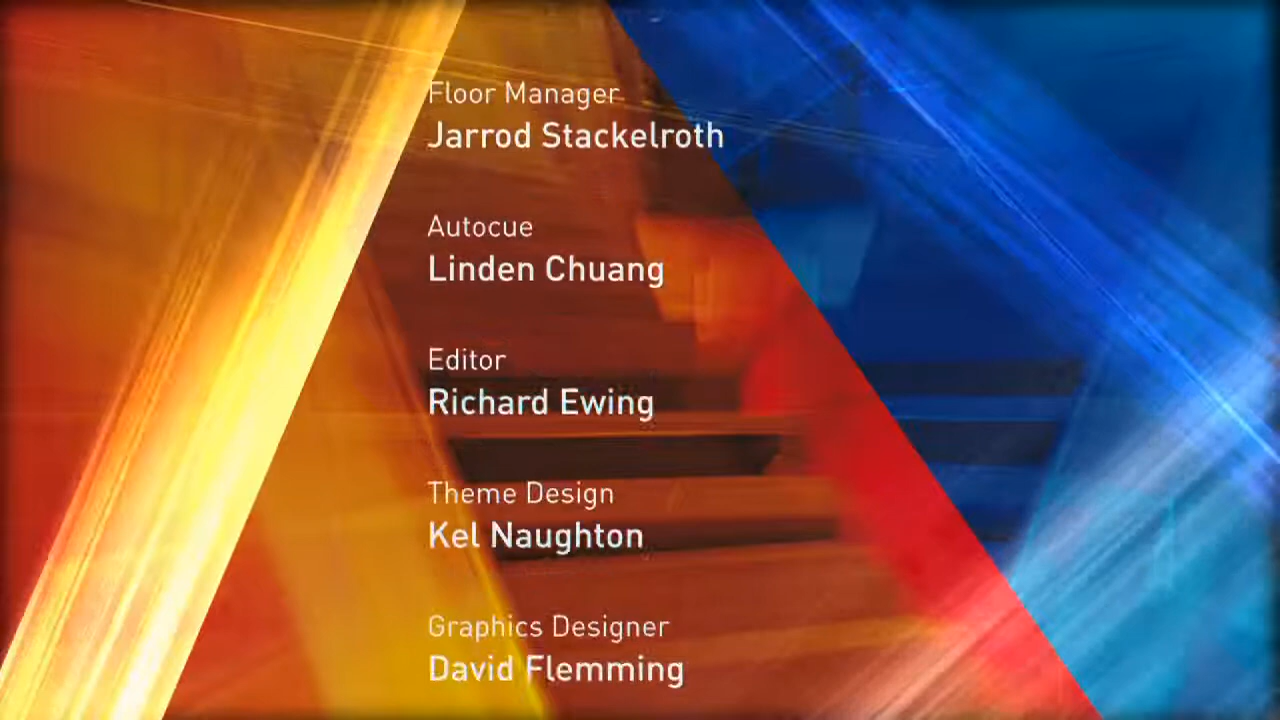 Floor Manager
Jarrod Stackelroth
Autocue
Linden Chuang
Editor
Richard Ewing
Theme Design
Kel Naughton
Graphics Designer
David Flemming